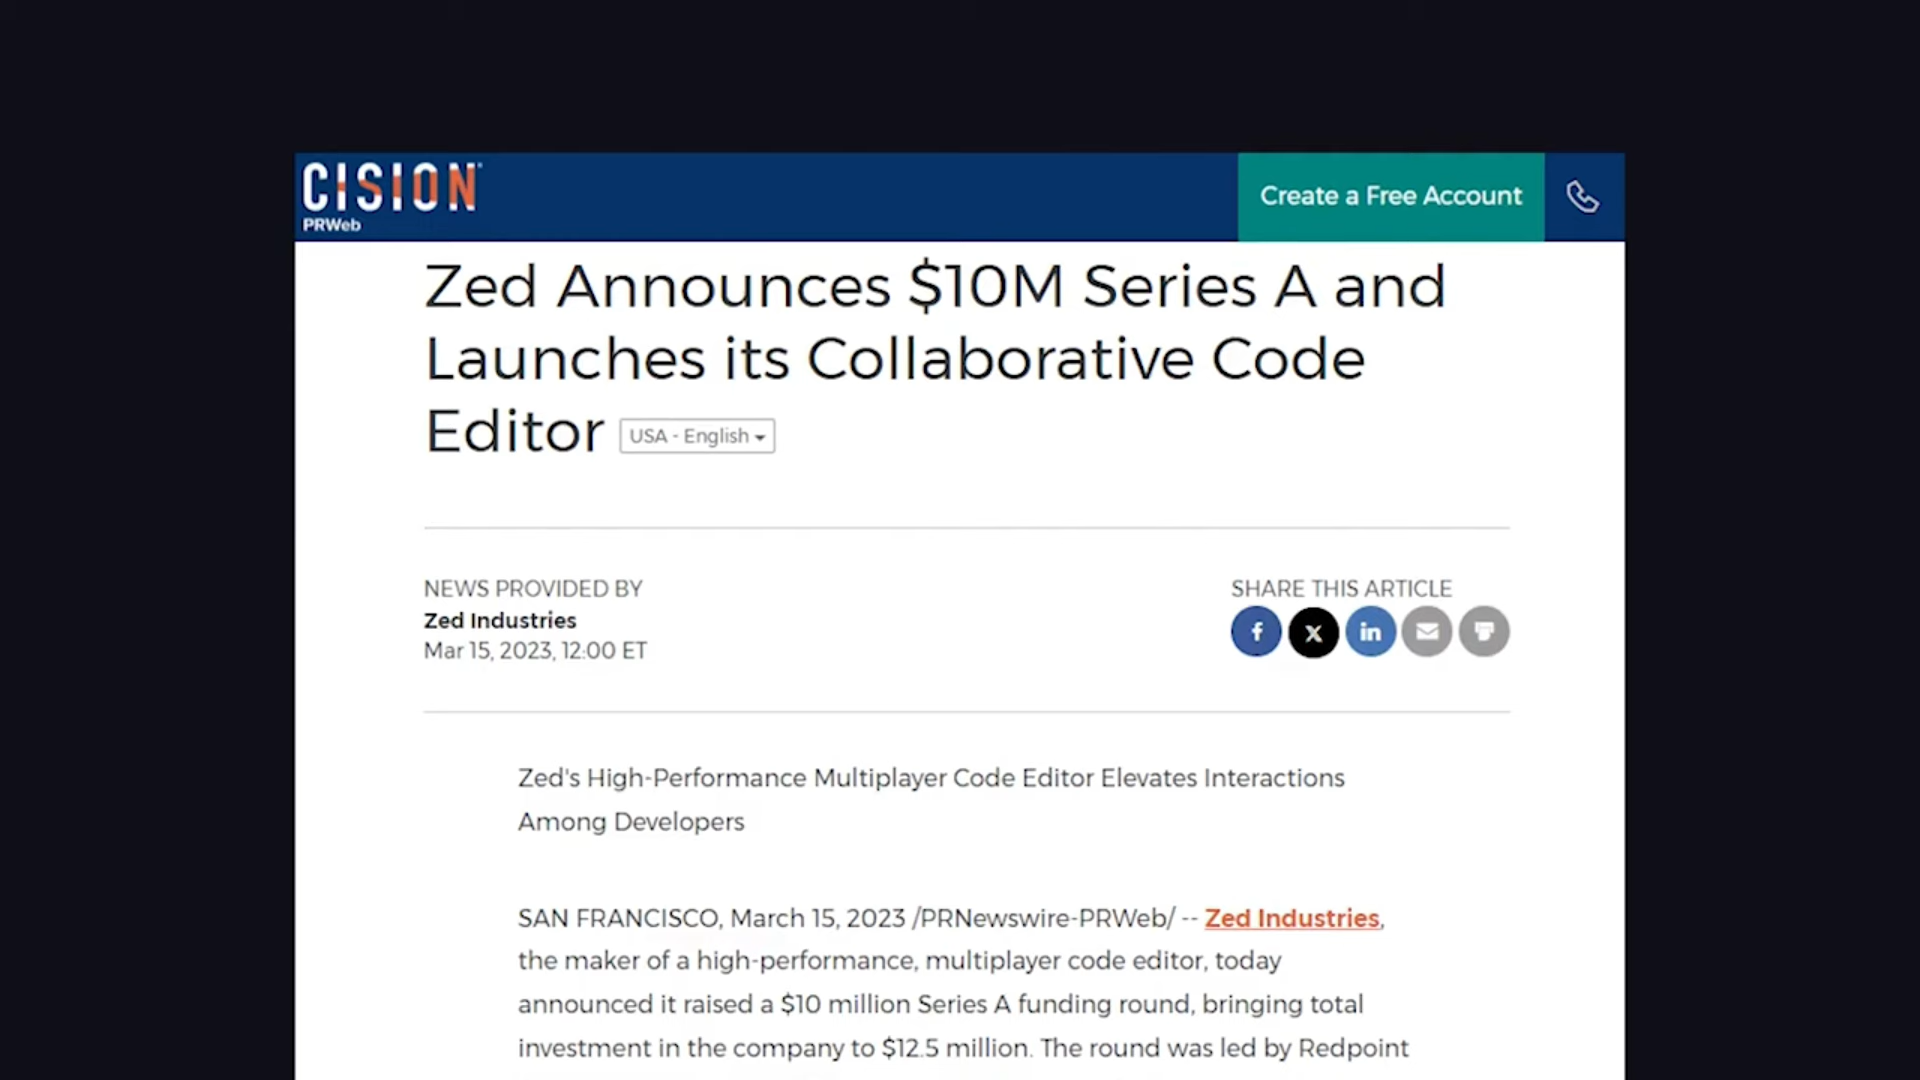 CISION
PRWeb
Create a Free Account
Zed Announces $10M Series A and
Launches its Collaborative Code
Editor USA - English
NEWS PROVIDED BY
Zed Industries
Mar 15, 2023, 12:00 ET
SHARE THIS ARTICLE
Zed's High-Performance Multiplayer Code Editor Elevates Interactions
Among Developers
SAN FRANCISCO, March 15, 2023 /PRNewswire-PRWeb/ -- Zed Industries,
the maker of a high-performance, multiplayer code editor, today
announced it raised a $10 million Series A funding round, bringing total
investment in the company to $12.5 million. The round was led by Redpoint